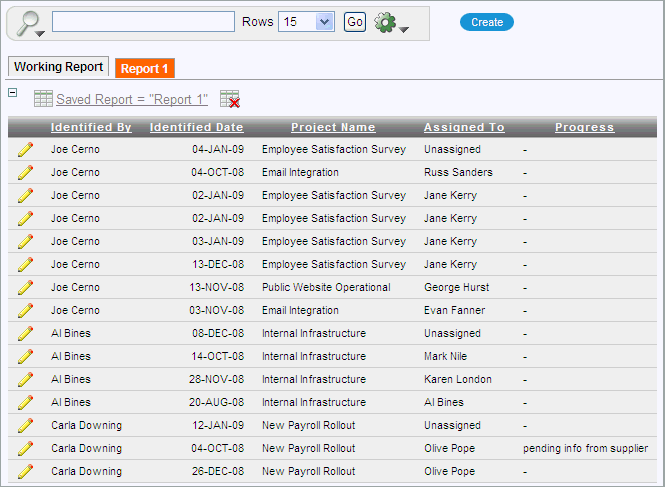 Rows 15 Go Create
Working Report Report 1
Saved Report = "Report 1"
Identified By Identified Date Project Name Assigned To Progress
Joe Cerno 04-JAN-09 Employee Satisfaction Survey Unassigned -
Joe Cerno 04-OCT-08 Email Integration Russ Sanders -
Joe Cerno 02-JAN-09 Employee Satisfaction Survey Jane Kerry -
Joe Cerno 02-JAN-09 Employee Satisfaction Survey Jane Kerry -
Joe Cerno 03-JAN-09 Employee Satisfaction Survey Jane Kerry -
Joe Cerno 13-DEC-08 Employee Satisfaction Survey Jane Kerry -
Joe Cerno 13-NOV-08 Public Website Operational George Hurst -
Joe Cerno 03-NOV-08 Email Integration Evan Fanner -
Al Bines 08-DEC-08 Internal Infrastructure Unassigned -
Al Bines 14-OCT-08 Internal Infrastructure Mark Nile -
Al Bines 28-NOV-08 Internal Infrastructure Karen London -
Al Bines 20-AUG-08 Internal Infrastructure Al Bines -
Carla Downing 12-JAN-09 New Payroll Rollout Unassigned -
Carla Downing 04-OCT-08 New Payroll Rollout Olive Pope pending info from supplier
Carla Downing 26-DEC-08 New Payroll Rollout Olive Pope -